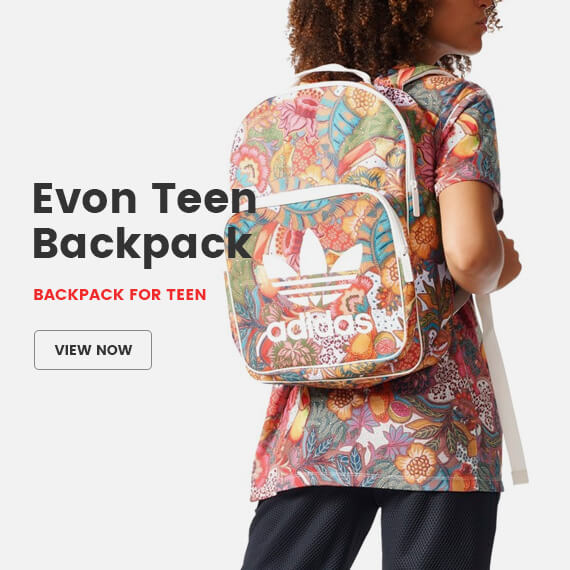 Evon Teen
Backpack
BACKPACK FOR TEEN
VIEW NOW
adidas